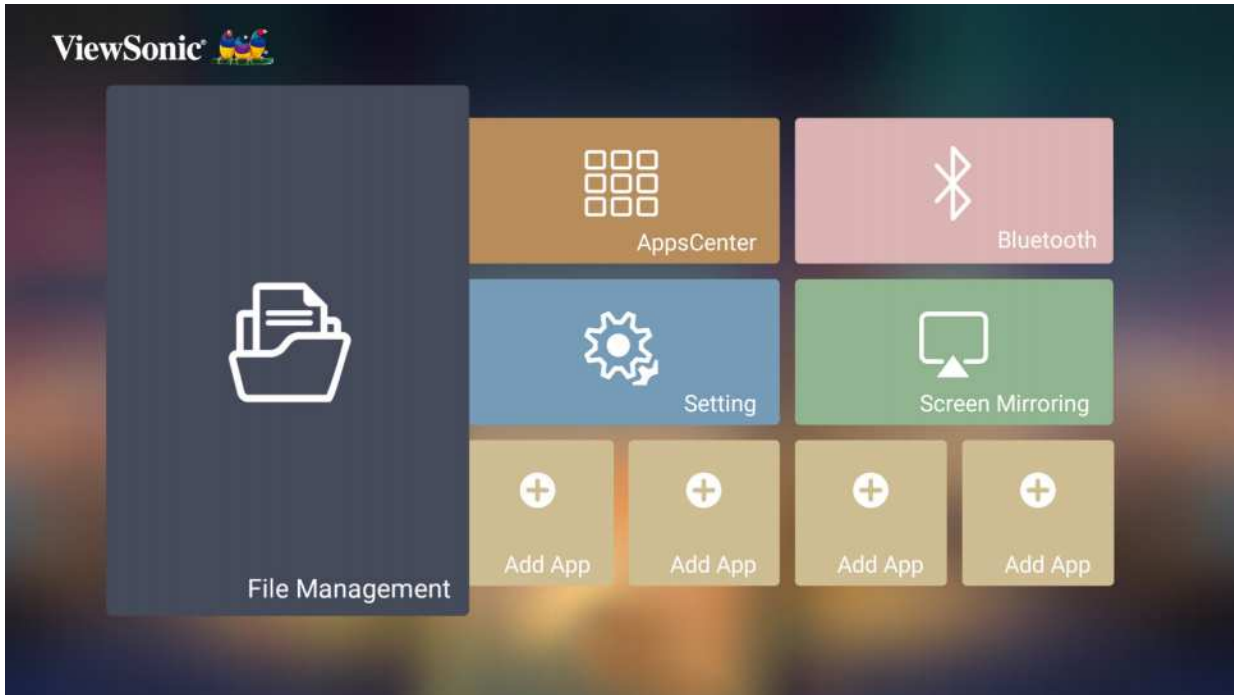 ViewSonic®
AppsCenter
Bluetooth
Setting
Screen Mirroring
File Management
Add App
Add App
Add App
Add App